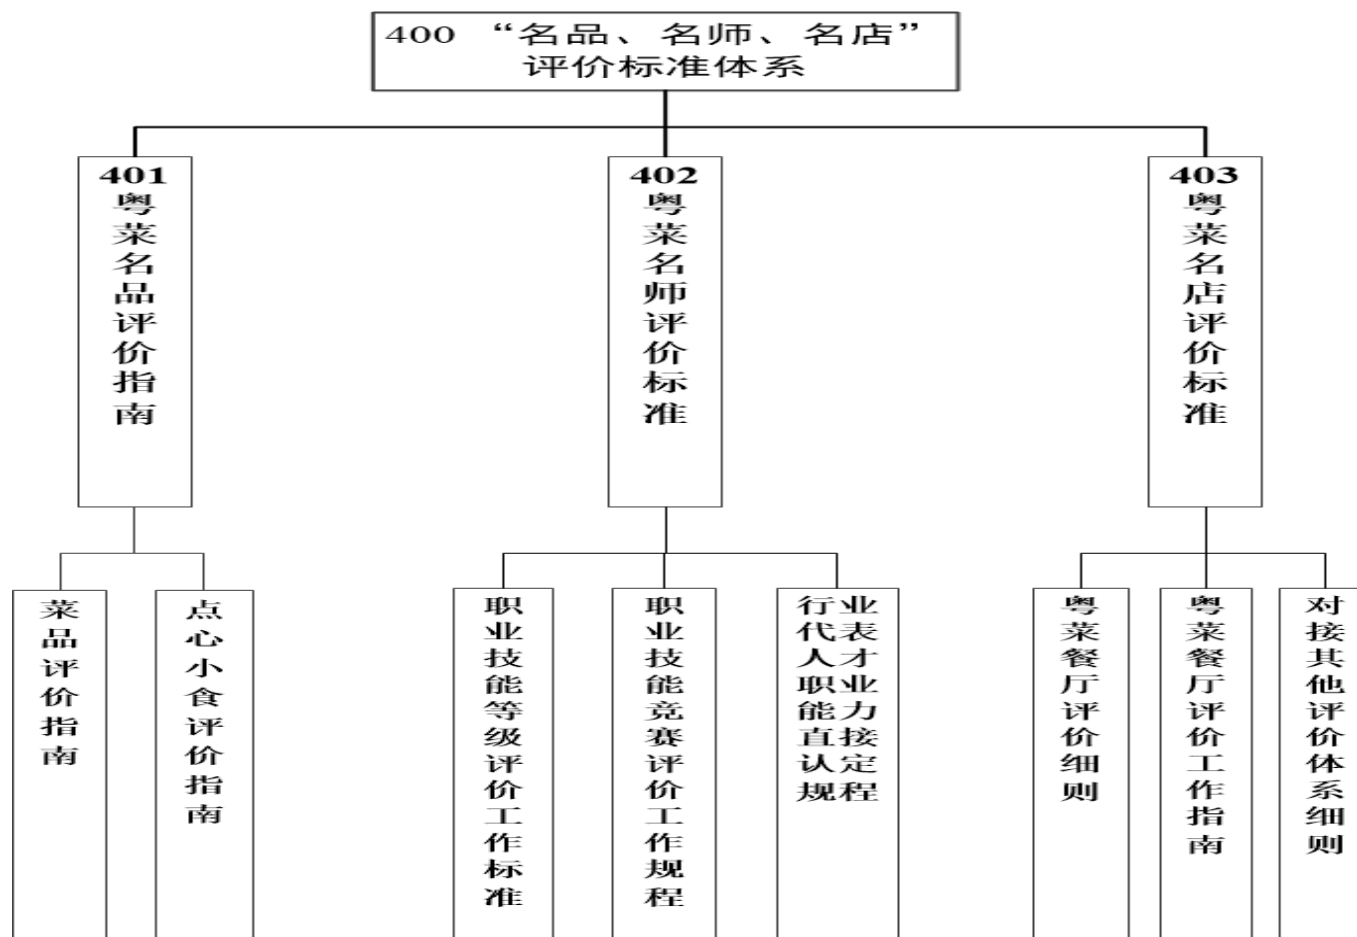 400 “名品、名师、名店”
评价标准体系
401
粤菜名品评价指南
402
粤菜名师评价标准
403
粤菜名店评价标准
菜品评价指南
点心小食评价指南
职业技能等级评价工作标准
职业技能竞赛评价工作规程
行业
代表
人才
职业
能力
直接
认定
规程
粤菜餐厅评价细则
粤菜餐厅评价工作指南
对接其他评价体系细则